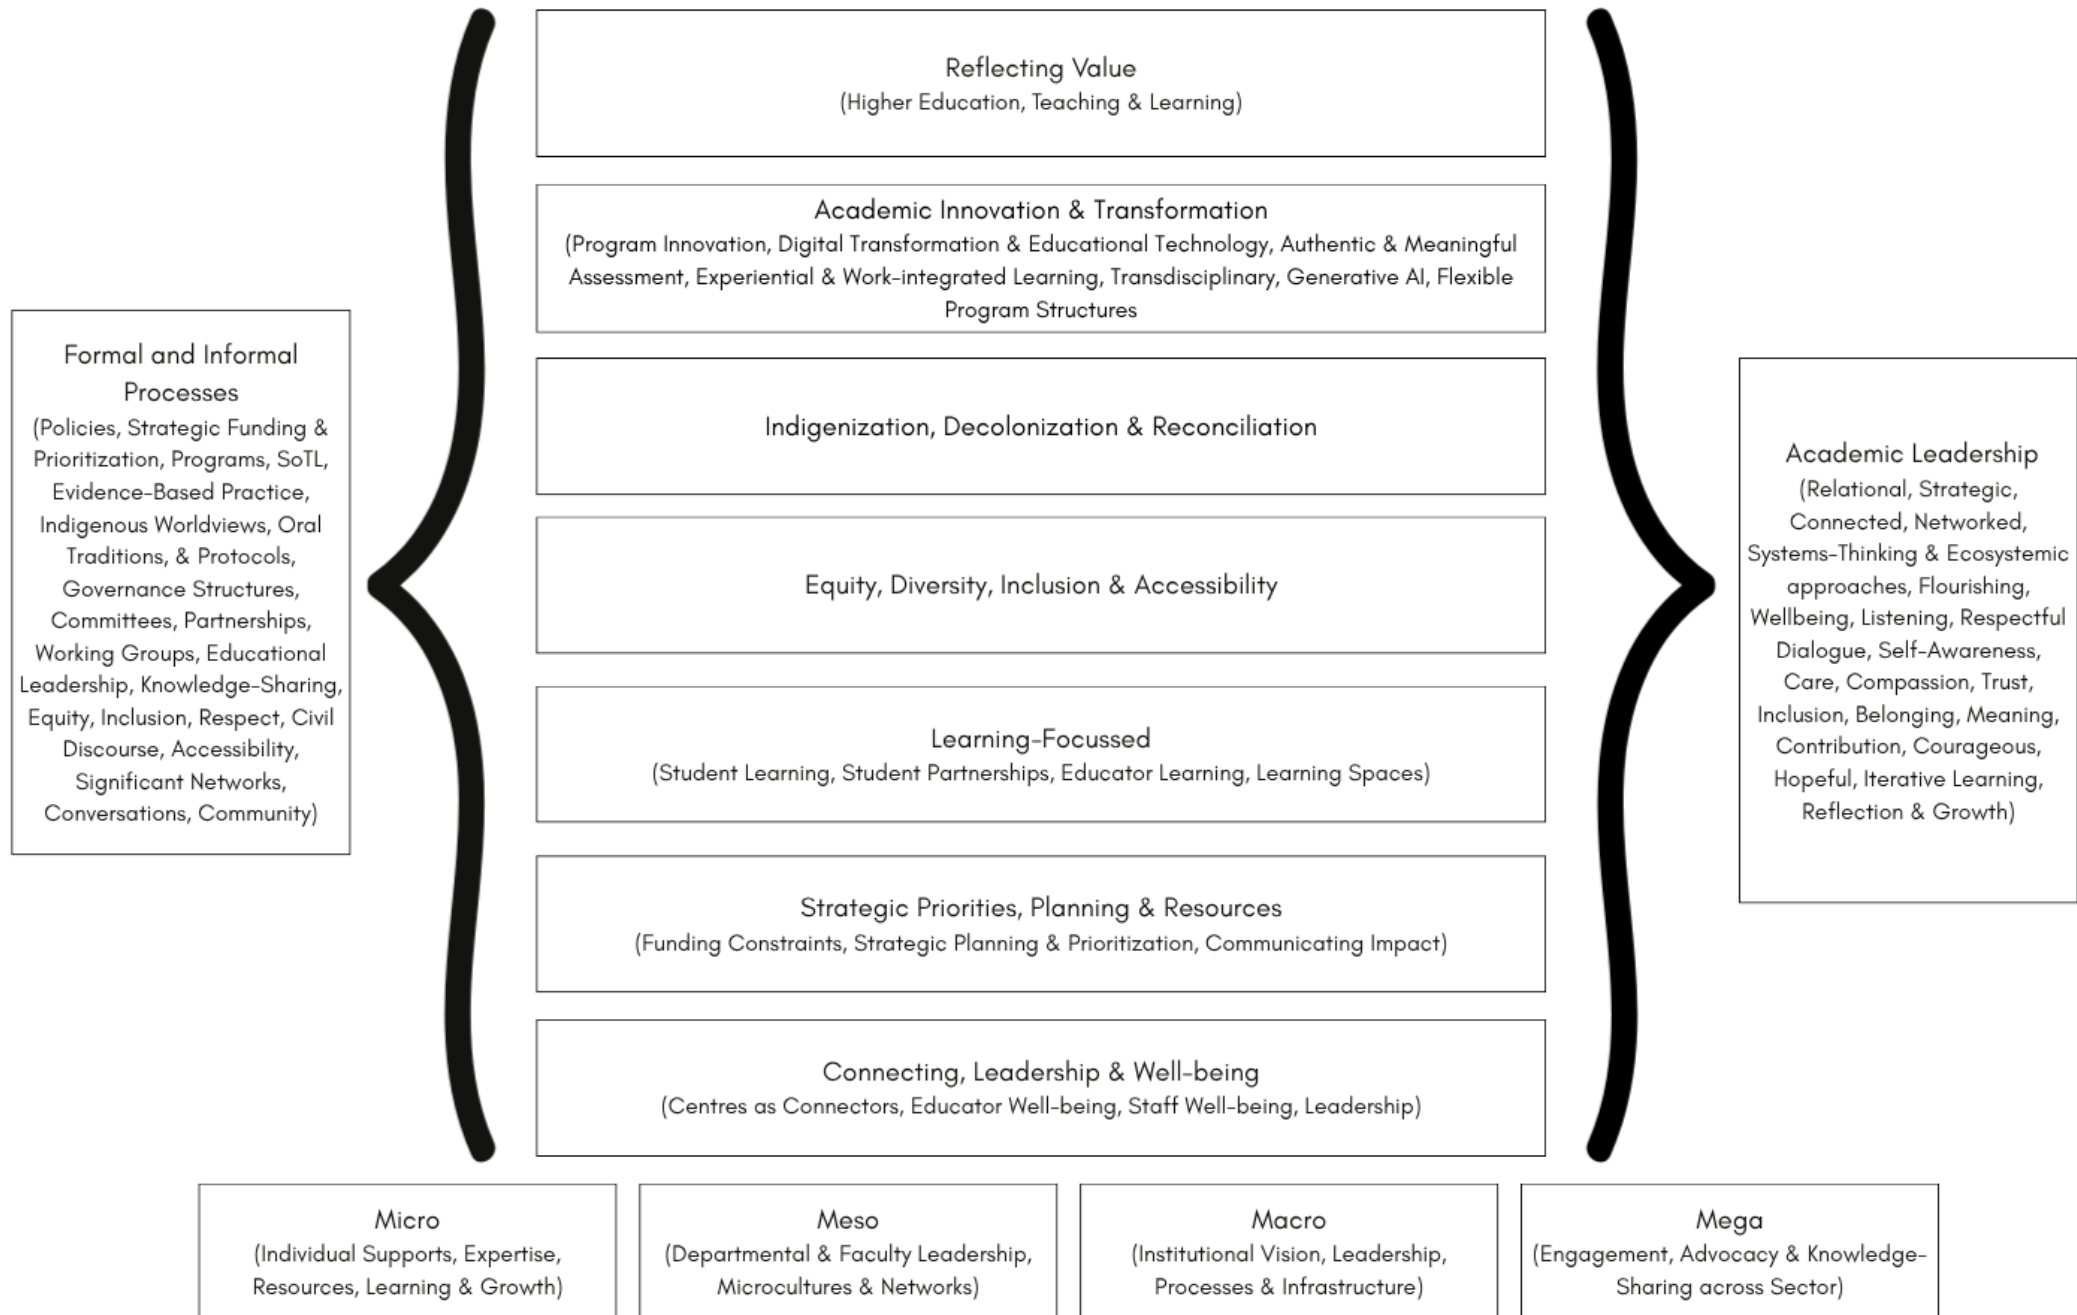 Reflecting Value
(Higher Education, Teaching & Learning)
Academic Innovation & Transformation
(Program Innovation, Digital Transformation & Educational Technology, Authentic & Meaningful
Assessment, Experiential & Work-integrated Learning, Transdisciplinary, Generative AI, Flexible
Program Structures
Indigenization, Decolonization & Reconciliation
Equity, Diversity, Inclusion & Accessibility
Learning-Focussed
(Student Learning, Student Partnerships, Educator Learning, Learning Spaces)
Strategic Priorities, Planning & Resources
(Funding Constraints, Strategic Planning & Prioritization, Communicating Impact)
Connecting, Leadership & Well-being
(Centres as Connectors, Educator Well-being, Staff Well-being, Leadership)
Formal and Informal
Processes
(Policies, Strategic Funding &
Prioritization, Programs, SoTL,
Evidence-Based Practice,
Indigenous Worldviews, Oral
Traditions, & Protocols,
Governance Structures,
Committees, Partnerships,
Working Groups, Educational
Leadership, Knowledge-Sharing,
Equity, Inclusion, Respect, Civil
Discourse, Accessibility,
Significant Networks,
Conversations, Community)
Academic Leadership
(Relational, Strategic,
Connected, Networked,
Systems-Thinking & Ecosystemic
approaches, Flourishing,
Wellbeing, Listening, Respectful
Dialogue, Self-Awareness,
Care, Compassion, Trust,
Inclusion, Belonging, Meaning,
Contribution, Courageous,
Hopeful, Iterative Learning,
Reflection & Growth)
Micro
(Individual Supports, Expertise,
Resources, Learning & Growth)
Meso
(Departmental & Faculty Leadership,
Microcultures & Networks)
Macro
(Institutional Vision, Leadership,
Processes & Infrastructure)
Mega
(Engagement, Advocacy & Knowledge-
Sharing across Sector)